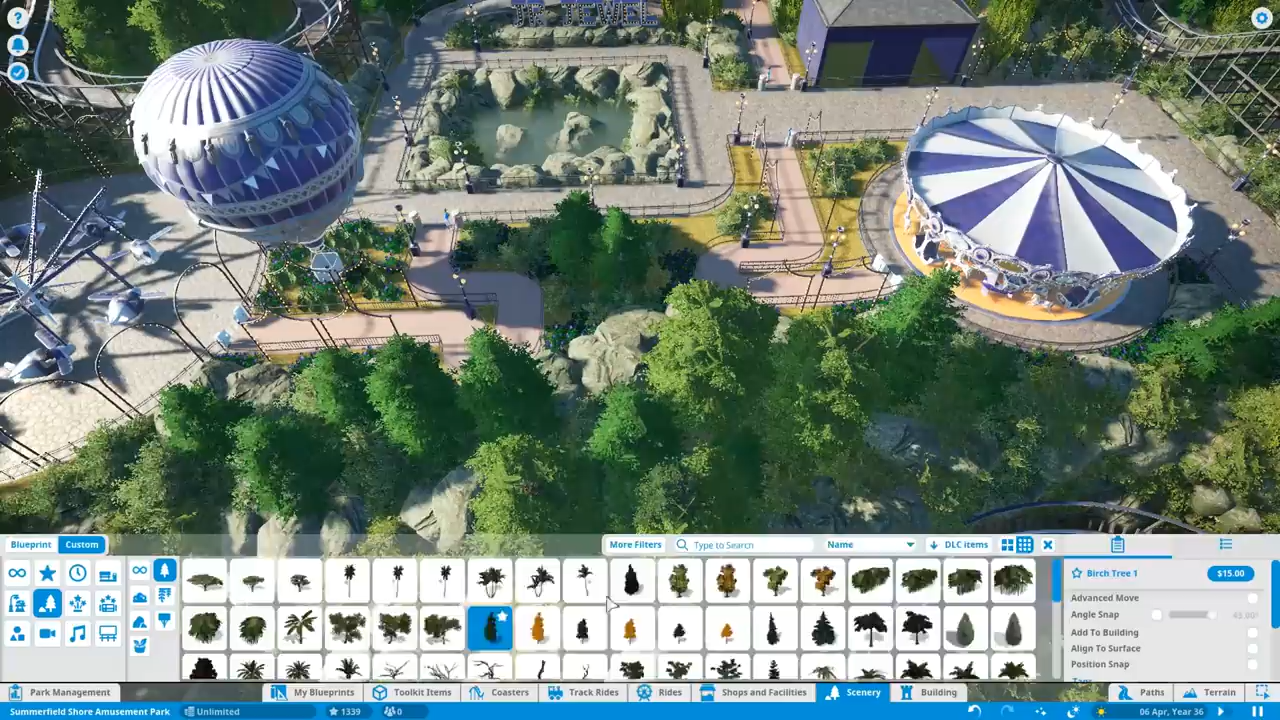 Blueprint
Custom
More Filters
Type to Search
Name
DLC items
Birch Tree 1
$15.00
Advanced Move
Angle Snap
45.00°
Add To Building
Align To Surface
Position Snap
Park Management
My Blueprints
Toolkit Items
Coasters
Track Rides
Rides
Shops and Facilities
Scenery
Building
Paths
Terrain
Summerfield Shore Amusement Park
Unlimited
1339
0
06 Apr, Year 36